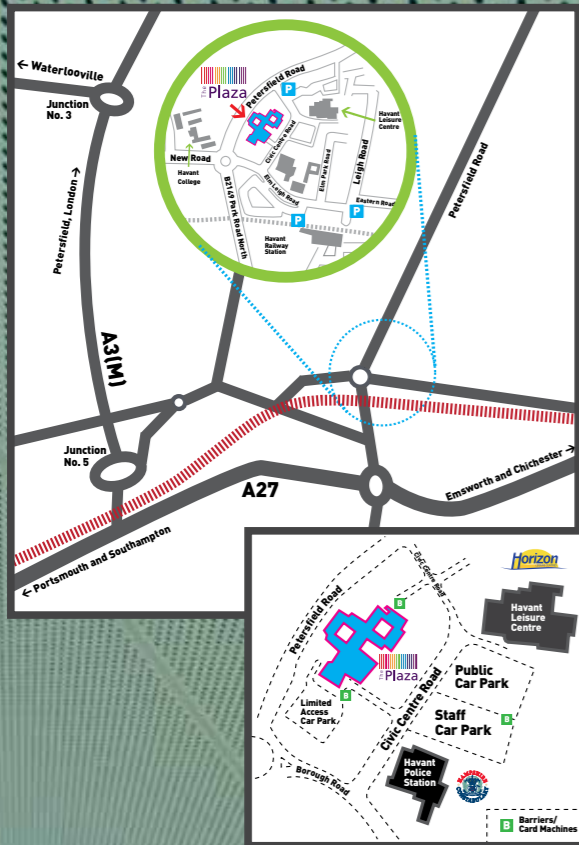 ← Waterlooville
Junction
No. 3
Petersfield, London →
A3(M)
Junction
No. 5
← Portsmouth and Southampton
A27
Emsworth and Chichester →
Petersfield Road
The Plaza
Petersfield Road
P
Havant
Leisure
Centre
Civic Centre Road
New Road
Havant
College
Elm Leigh Road
Elm Park Road
Leigh Road
Eastern Road
B2149 Park Road North
P
P
Havant
Railway
Station
Horizon
Civic Centre Road
B
Petersfield Road
Havant
Leisure
Centre
The Plaza
Public
Car Park
B
Limited
Access
Car Park
Civic Centre Road
Staff
Car Park
B
Borough Road
Havant
Police
Station
HAMPSHIRE
CONSTABULARY
B
Barriers/
Card Machines